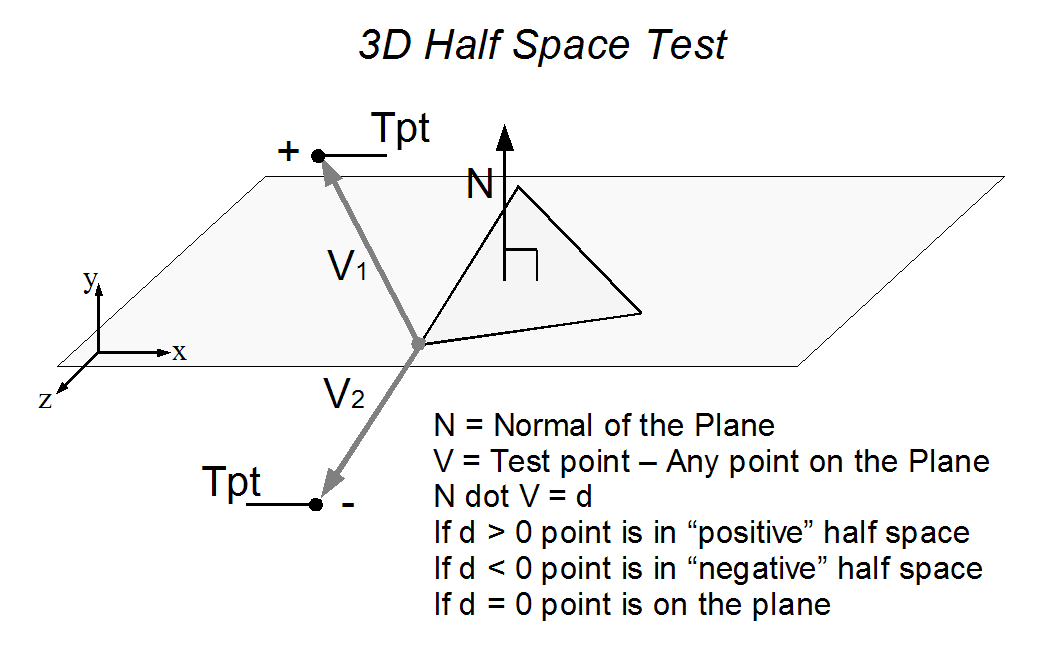 3D Half Space Test
Tpt
+
N
V1
y
x
z
V2
Tpt
-
N = Normal of the Plane
V = Test point – Any point on the Plane
N dot V = d
If d > 0 point is in “positive” half space
If d < 0 point is in “negative” half space
If d = 0 point is on the plane